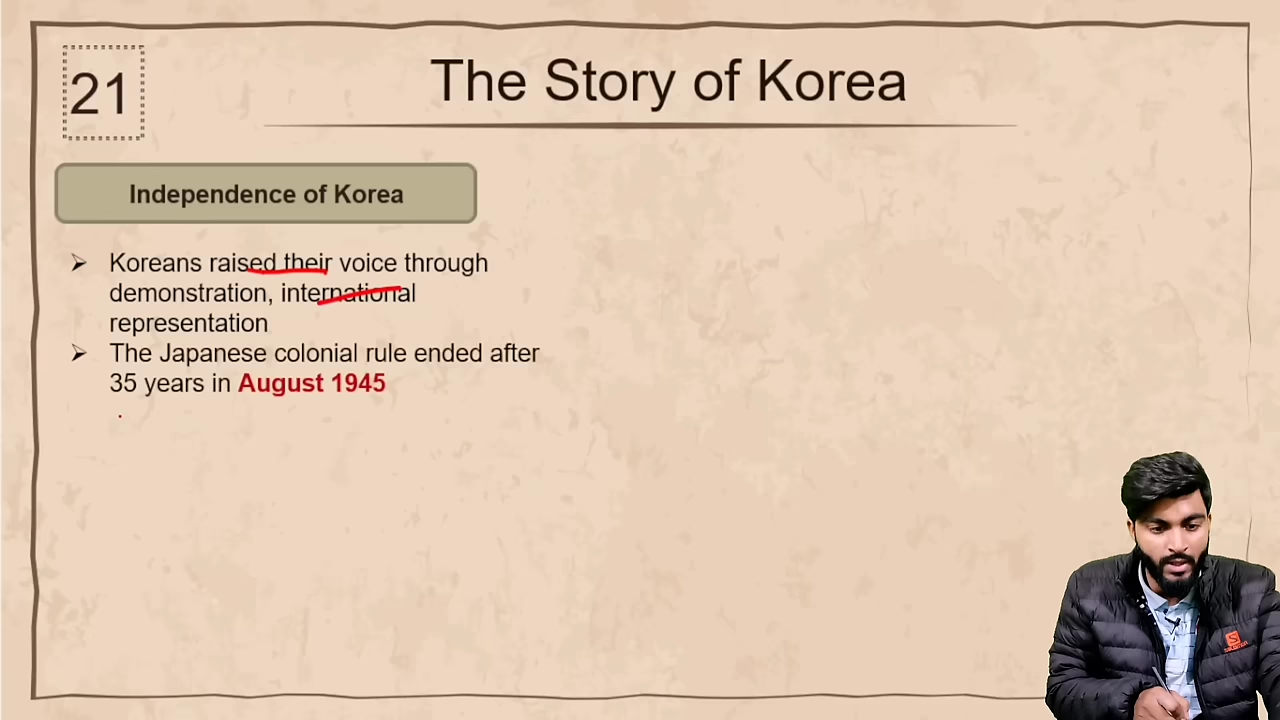 21
The Story of Korea
Independence of Korea
➢ Koreans raised their voice through
demonstration, international
representation
➢ The Japanese colonial rule ended after
35 years in August 1945